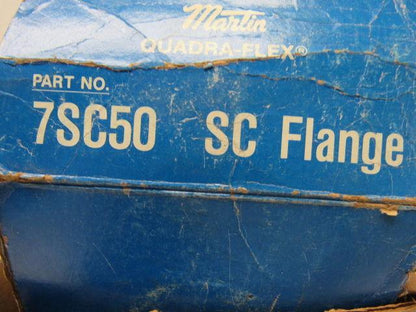 Martin
QUADRA-FLEX®
PART NO.
7SC50 SC Flange